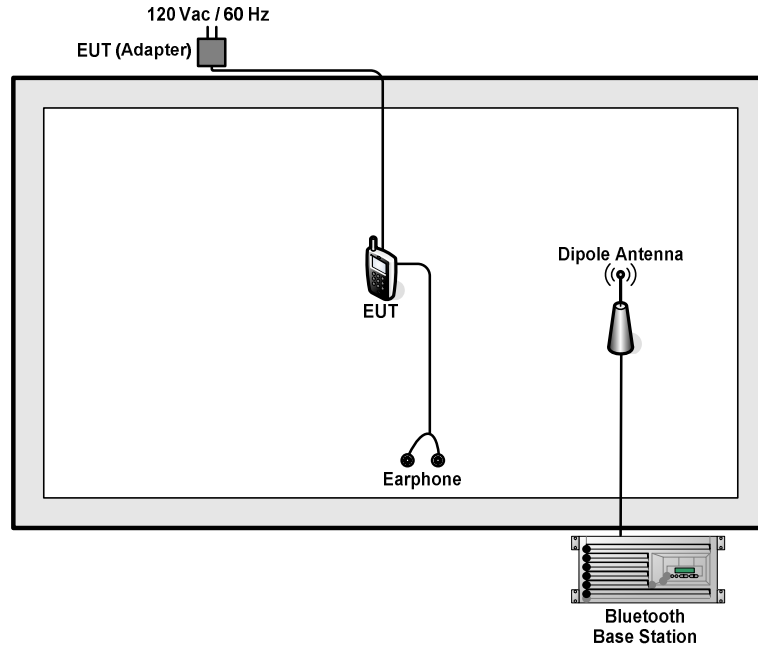 120 Vac / 60 Hz
EUT (Adapter)
Dipole Antenna
EUT
Earphone
Bluetooth
Base Station